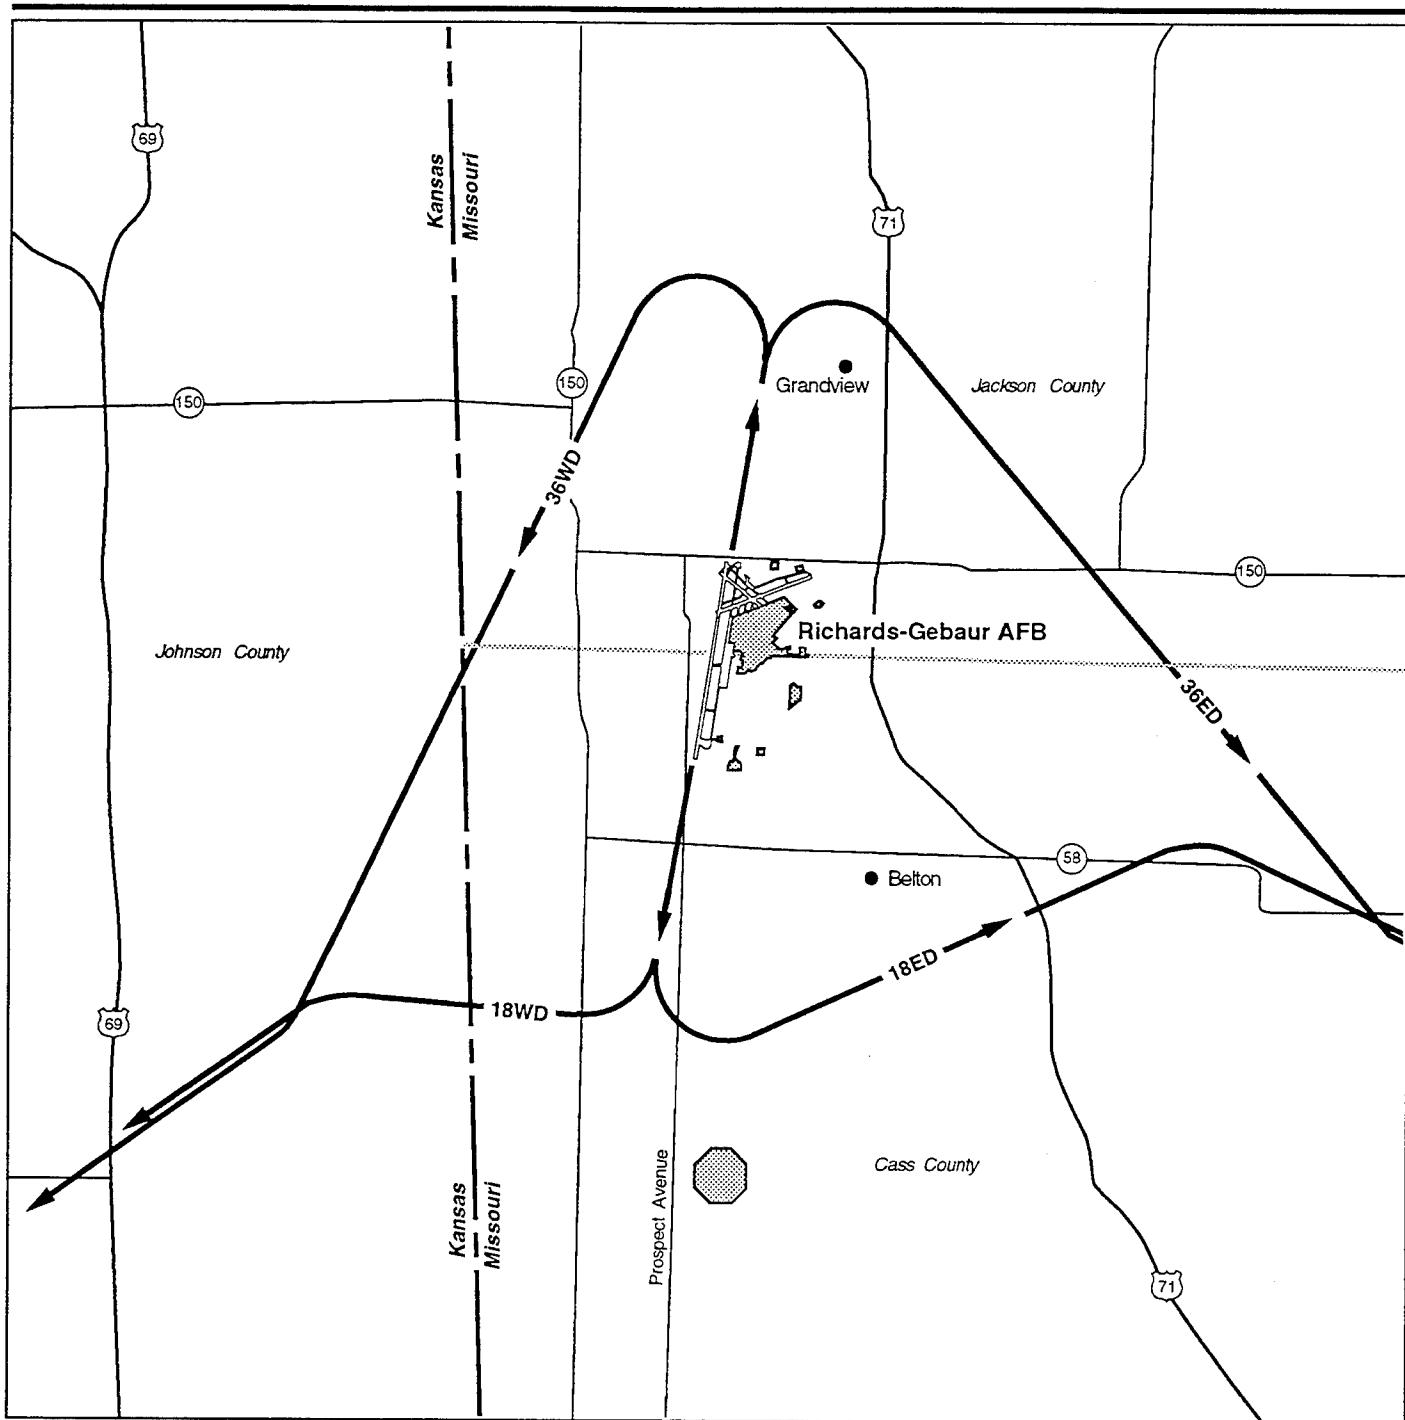 69
Kansas
Missouri
71
150
150
Grandview
Jackson County
36WD
150
Richards-Gebaur AFB
Johnson County
36ED
58
Belton
18ED
18WD
69
Cass County
Prospect Avenue
Kansas
Missouri
71